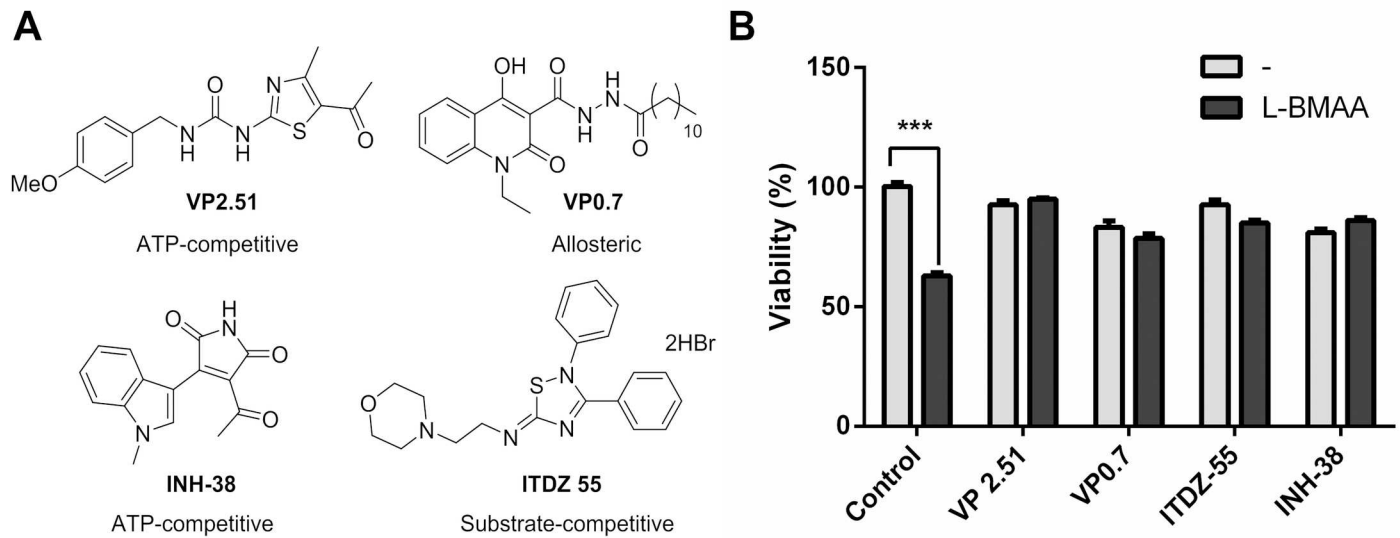 A
OH
O
O
N
S
O
N
H
N
H
MeO
VP2.51
ATP-competitive
H
N
N
H
O
N
O
10
VP0.7
Allosteric
O
H
N
O
O
N
INH-38
ATP-competitive
2HBr
S
N
N
N
O
N
ITDZ 55
Substrate-competitive
B
150
100
50
0
Viability (%)
-
L-BMAA
***
Control
VP 2.51
VP0.7
ITDZ-55
INH-38